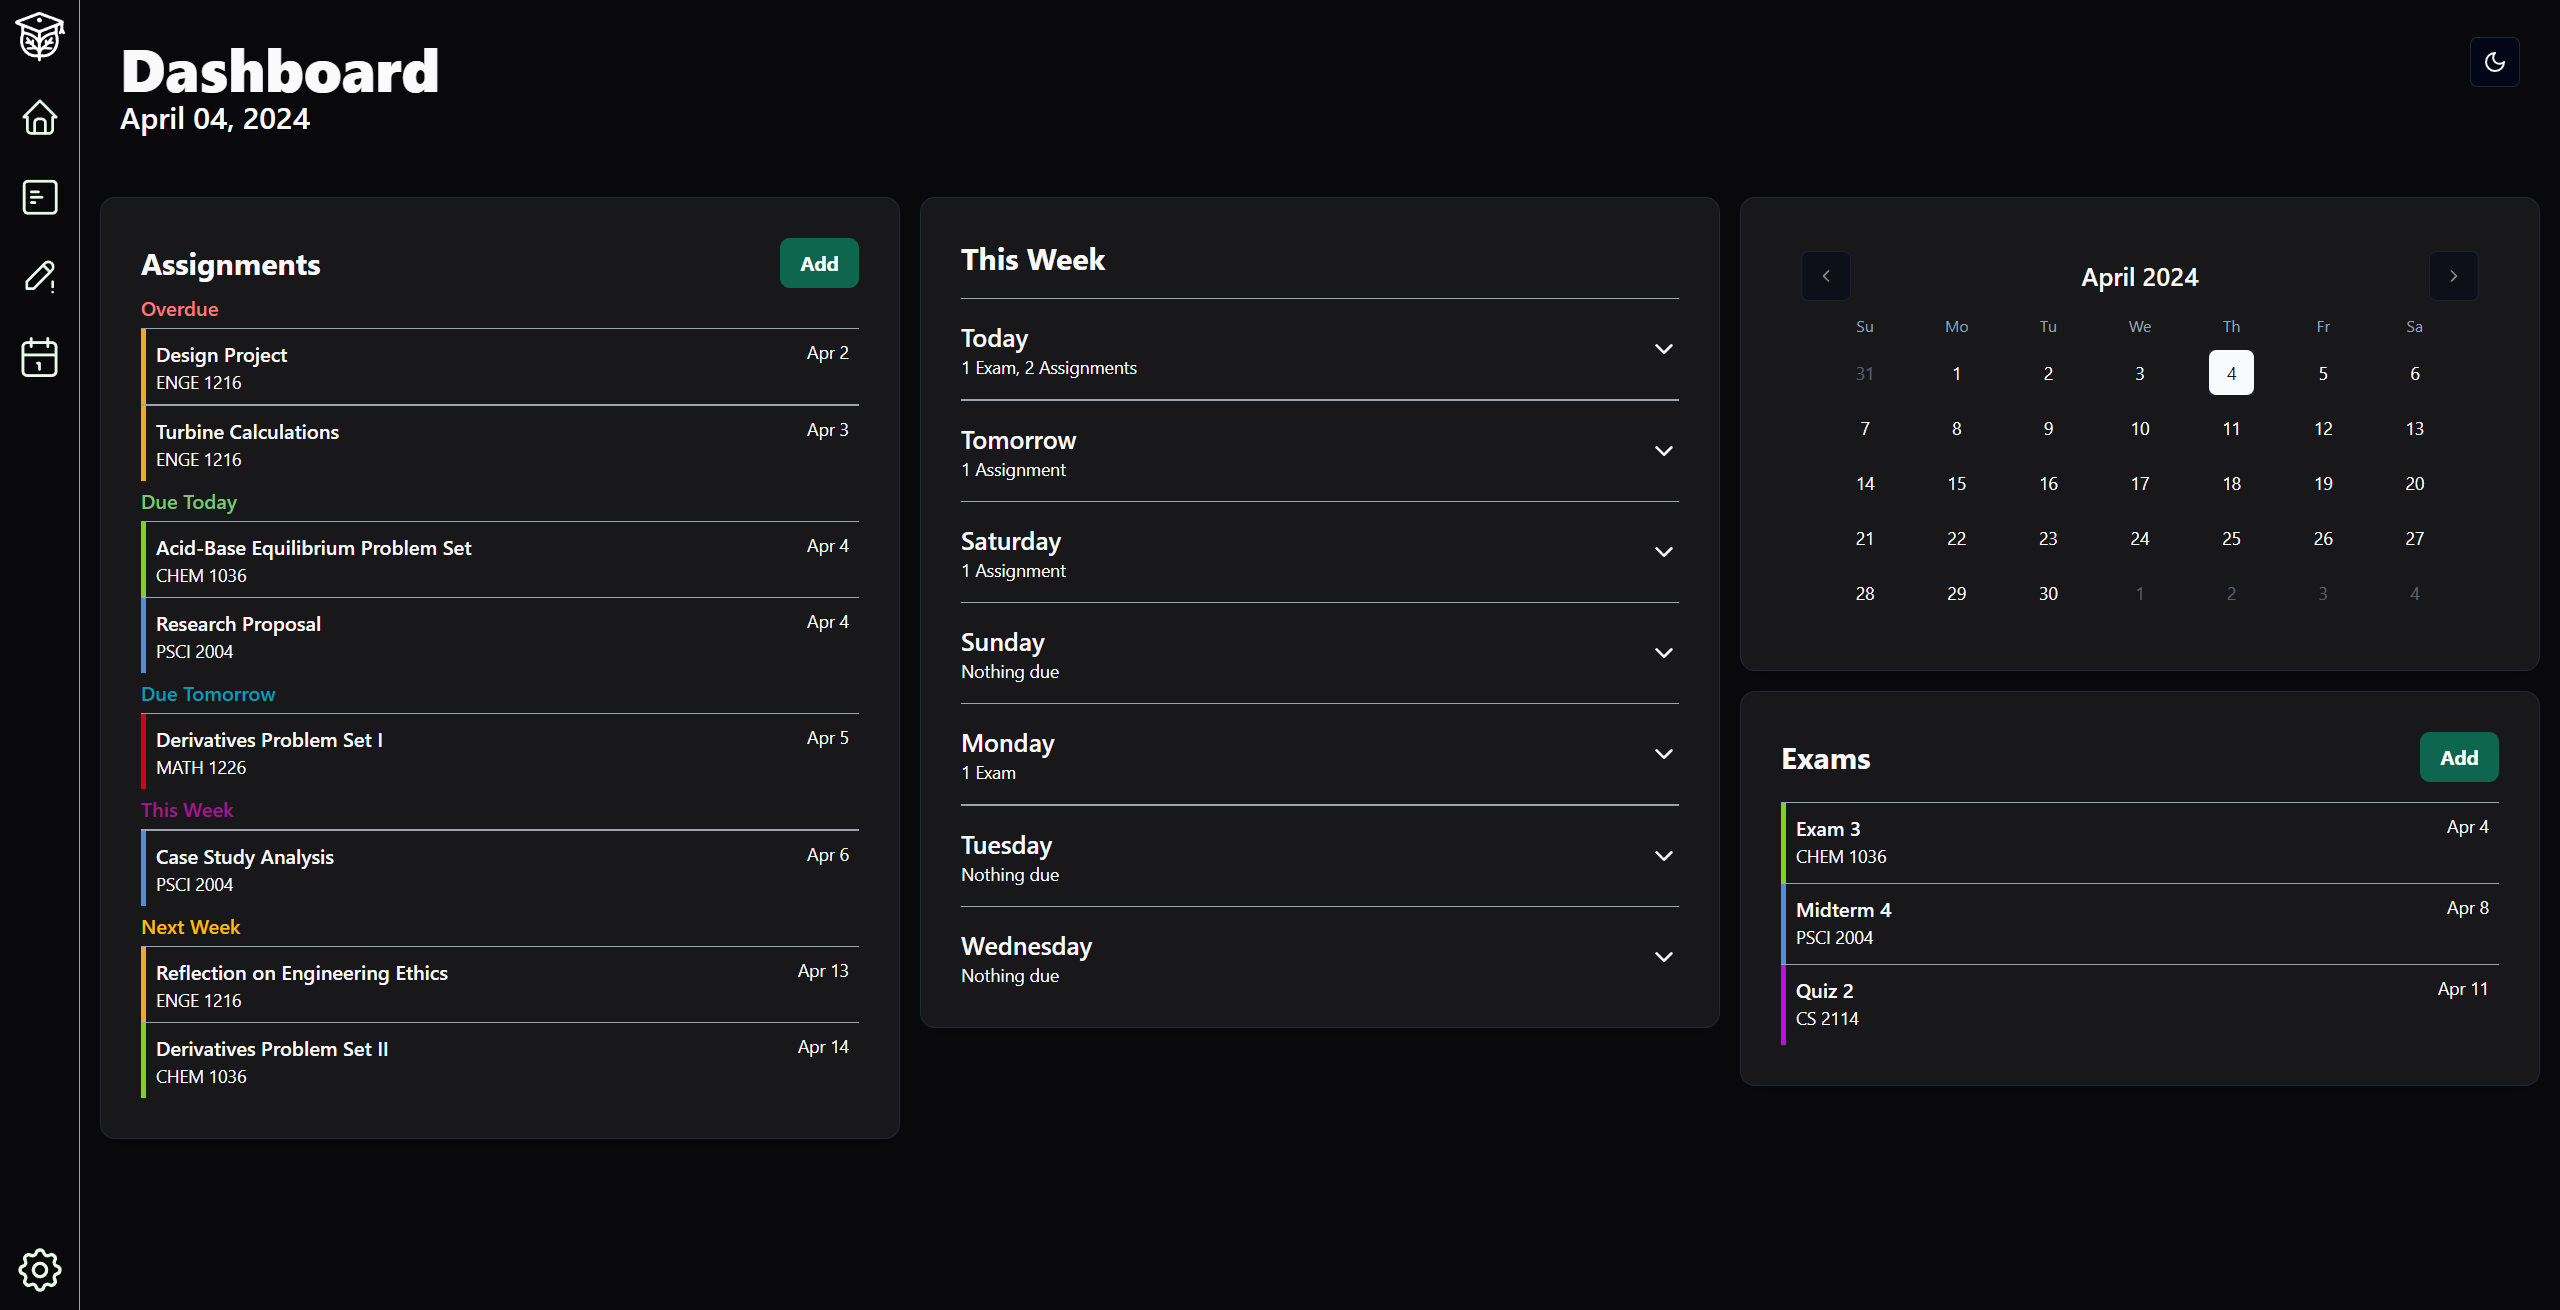 Dashboard
April 04, 2024
Assignments
Add
Overdue
Design Project
Apr 2
ENGE 1216
Turbine Calculations
Apr 3
ENGE 1216
Due Today
Acid-Base Equilibrium Problem Set
Apr 4
CHEM 1036
Research Proposal
Apr 4
PSCI 2004
Due Tomorrow
Derivatives Problem Set I
Apr 5
MATH 1226
This Week
Case Study Analysis
Apr 6
PSCI 2004
Next Week
Reflection on Engineering Ethics
Apr 13
ENGE 1216
Derivatives Problem Set II
Apr 14
CHEM 1036
This Week
Today
1 Exam, 2 Assignments
Tomorrow
1 Assignment
Saturday
1 Assignment
Sunday
Nothing due
Monday
1 Exam
Tuesday
Nothing due
Wednesday
Nothing due
April 2024
Su Mo Tu We Th Fr Sa
31 1 2 3 4 5 6
7 8 9 10 11 12 13
14 15 16 17 18 19 20
21 22 23 24 25 26 27
28 29 30 1 2 3 4
Exams
Add
Exam 3
Apr 4
CHEM 1036
Midterm 4
Apr 8
PSCI 2004
Quiz 2
Apr 11
CS 2114